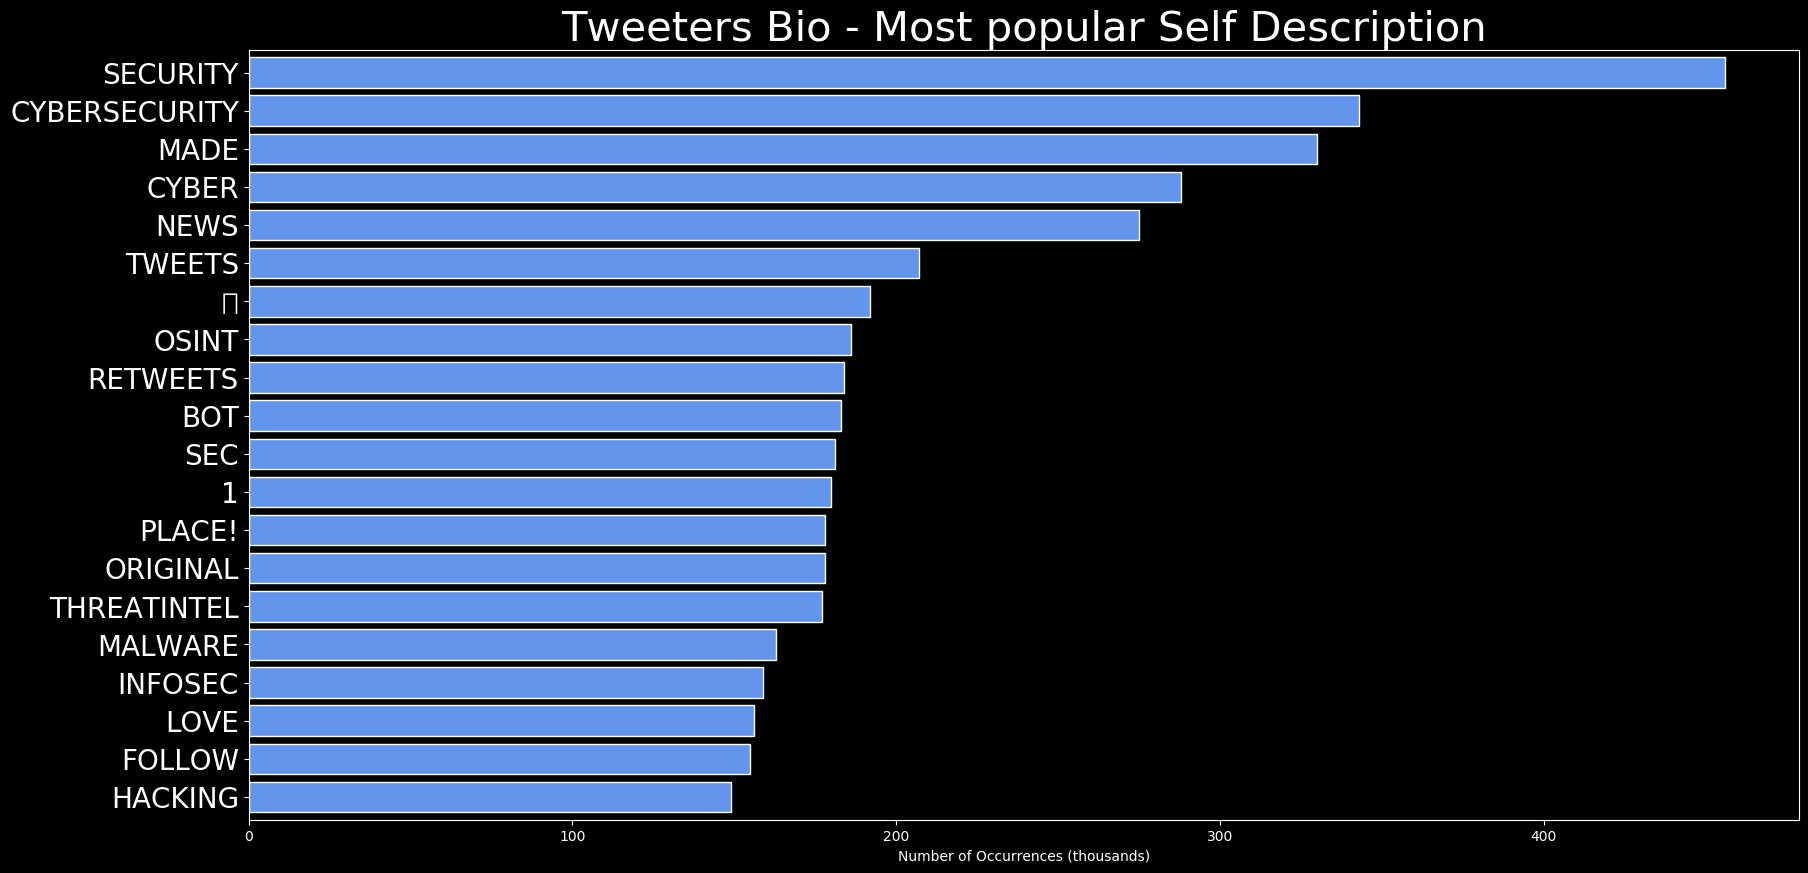 Tweeters Bio - Most popular Self Description
SECURITY
CYBERSECURITY
MADE
CYBER
NEWS
TWEETS
OSINT
RETWEETS
BOT
SEC
1
PLACE!
ORIGINAL
THREATINTEL
MALWARE
INFOSEC
LOVE
FOLLOW
HACKING
0 100 200 300 400
Number of Occurrences (thousands)